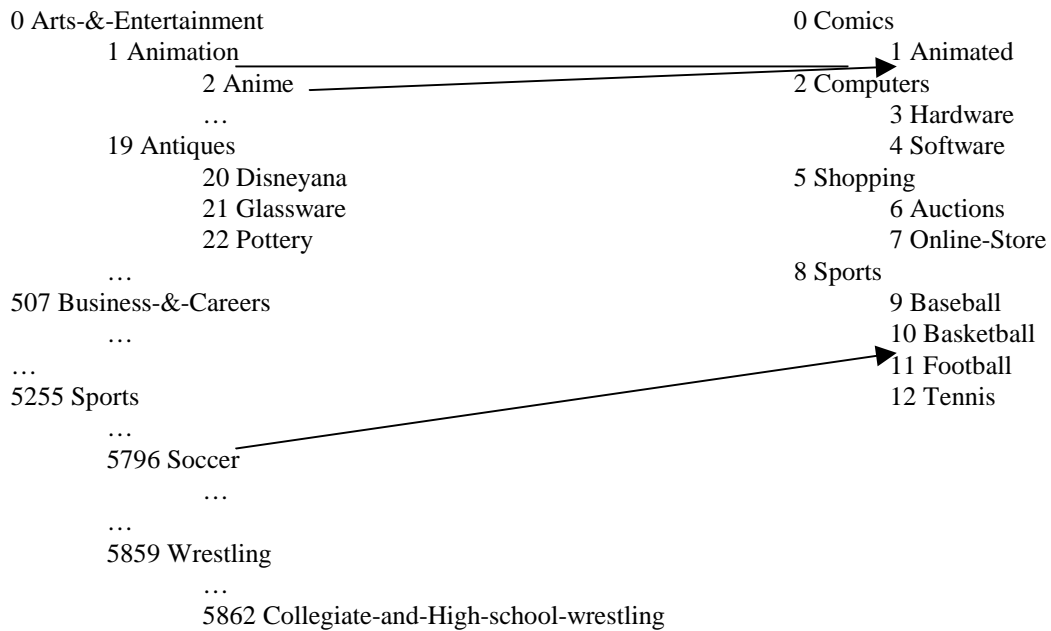 0 Arts-&-Entertainment
1 Animation
2 Anime
…
19 Antiques
20 Disneyana
21 Glassware
22 Pottery
…
507 Business-&-Careers
…
…
5255 Sports
…
5796 Soccer
…
…
5859 Wrestling
…
5862 Collegiate-and-High-school-wrestling
0 Comics
1 Animated
2 Computers
3 Hardware
4 Software
5 Shopping
6 Auctions
7 Online-Store
8 Sports
9 Baseball
10 Basketball
11 Football
12 Tennis